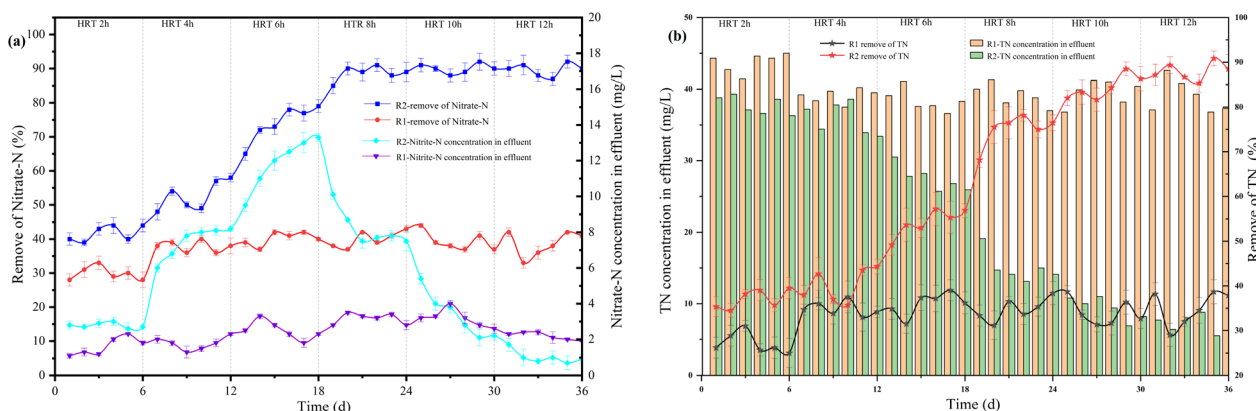 HRT 2h HRT 4h HRT 6h HTR 8h HRT 10h HRT 12h
(a)
100
90
80
70
60
50
40
30
20
10
0
Remove of Nitrate-N (%)
R2-remove of Nitrate-N
R1-remove of Nitrate-N
R2-Nitrite-N concentration in effluent
R1-Nitrite-N concentration in effluent
20
18
16
14
12
10
8
6
4
2
0
Nitrate-N concentration in effluent (mg/L)
0 6 12 18 24 30 36
Time (d)
HRT 2h HRT 4h HRT 6h HRT 8h HRT 10h HRT 12h
(b)
50
40
30
20
10
0
TN concentration in effluent (mg/L)
R1 remove of TN
R2 remove of TN
R1-TN concentration in effluent
R2-TN concentration in effluent
100
90
80
70
60
50
40
30
20
Remove of TN (%)
0 6 12 18 24 30 36
Time (d)